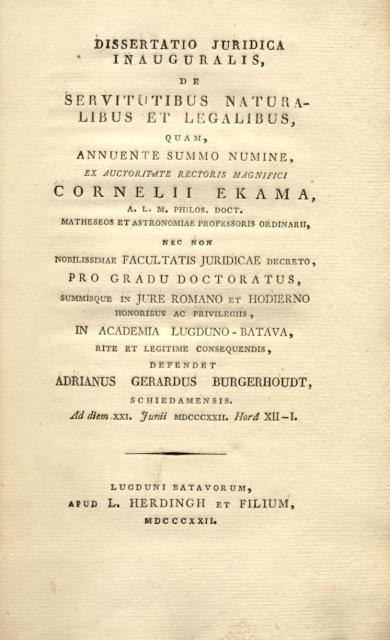 DISSERTATIO JURIDICA
INAUGURALIS,
DE
SERVITUTIBUS NATURA-
LIBUS ET LEGALIBUS,
QUAM,
ANNUENTE SUMMO NUMINE,
EX AUCTORITATE RECTORIS MAGNIFICI
CORNELII EKAMA,
A. L. M. PHILOS. DOCT.
MATHESEOS ET ASTRONOMIAE PROFESSORIS ORDINARII,
NEC NON
NOBILISSIMAE FACULTATIS JURIDICAE DECRETO,
PRO GRADU DOCTORATUS,
SUMMISQUE IN JURE ROMANO ET HODIERNO
HONORIBUS AC PRIVILEGIIS,
IN ACADEMIA LUGDUNO-BATAVA,
RITE ET LEGITIME CONSEQUENDIS,
DEFENDET
ADRIANUS GERARDUS BURGERHOUDT,
SCHIEDAMENSIS.
Ad diem XXI. Junii MDCCCXXII. Horâ XII–I.
LUGDUNI BATAVORUM,
APUD L. HERDINGH ET FILIUM,
MDCCCXXII.